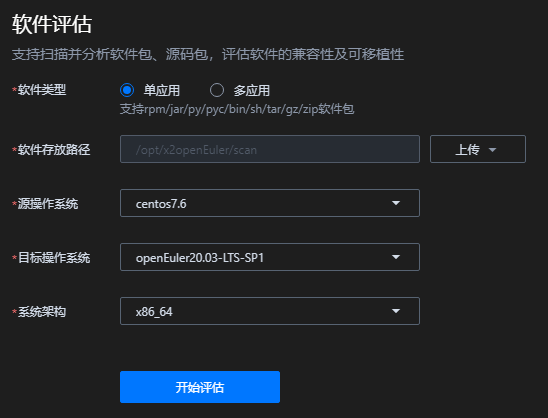 软件评估
支持扫描并分析软件包、源码包，评估软件的兼容性及可移植性
*软件类型 单应用 多应用
支持rpm/jar/py/pyc/bin/sh/tar/gz/zip软件包
*软件存放路径 /opt/x2openEuler/scan 上传
*源操作系统 centos7.6
*目标操作系统 openEuler20.03-LTS-SP1
*系统架构 x86_64
开始评估